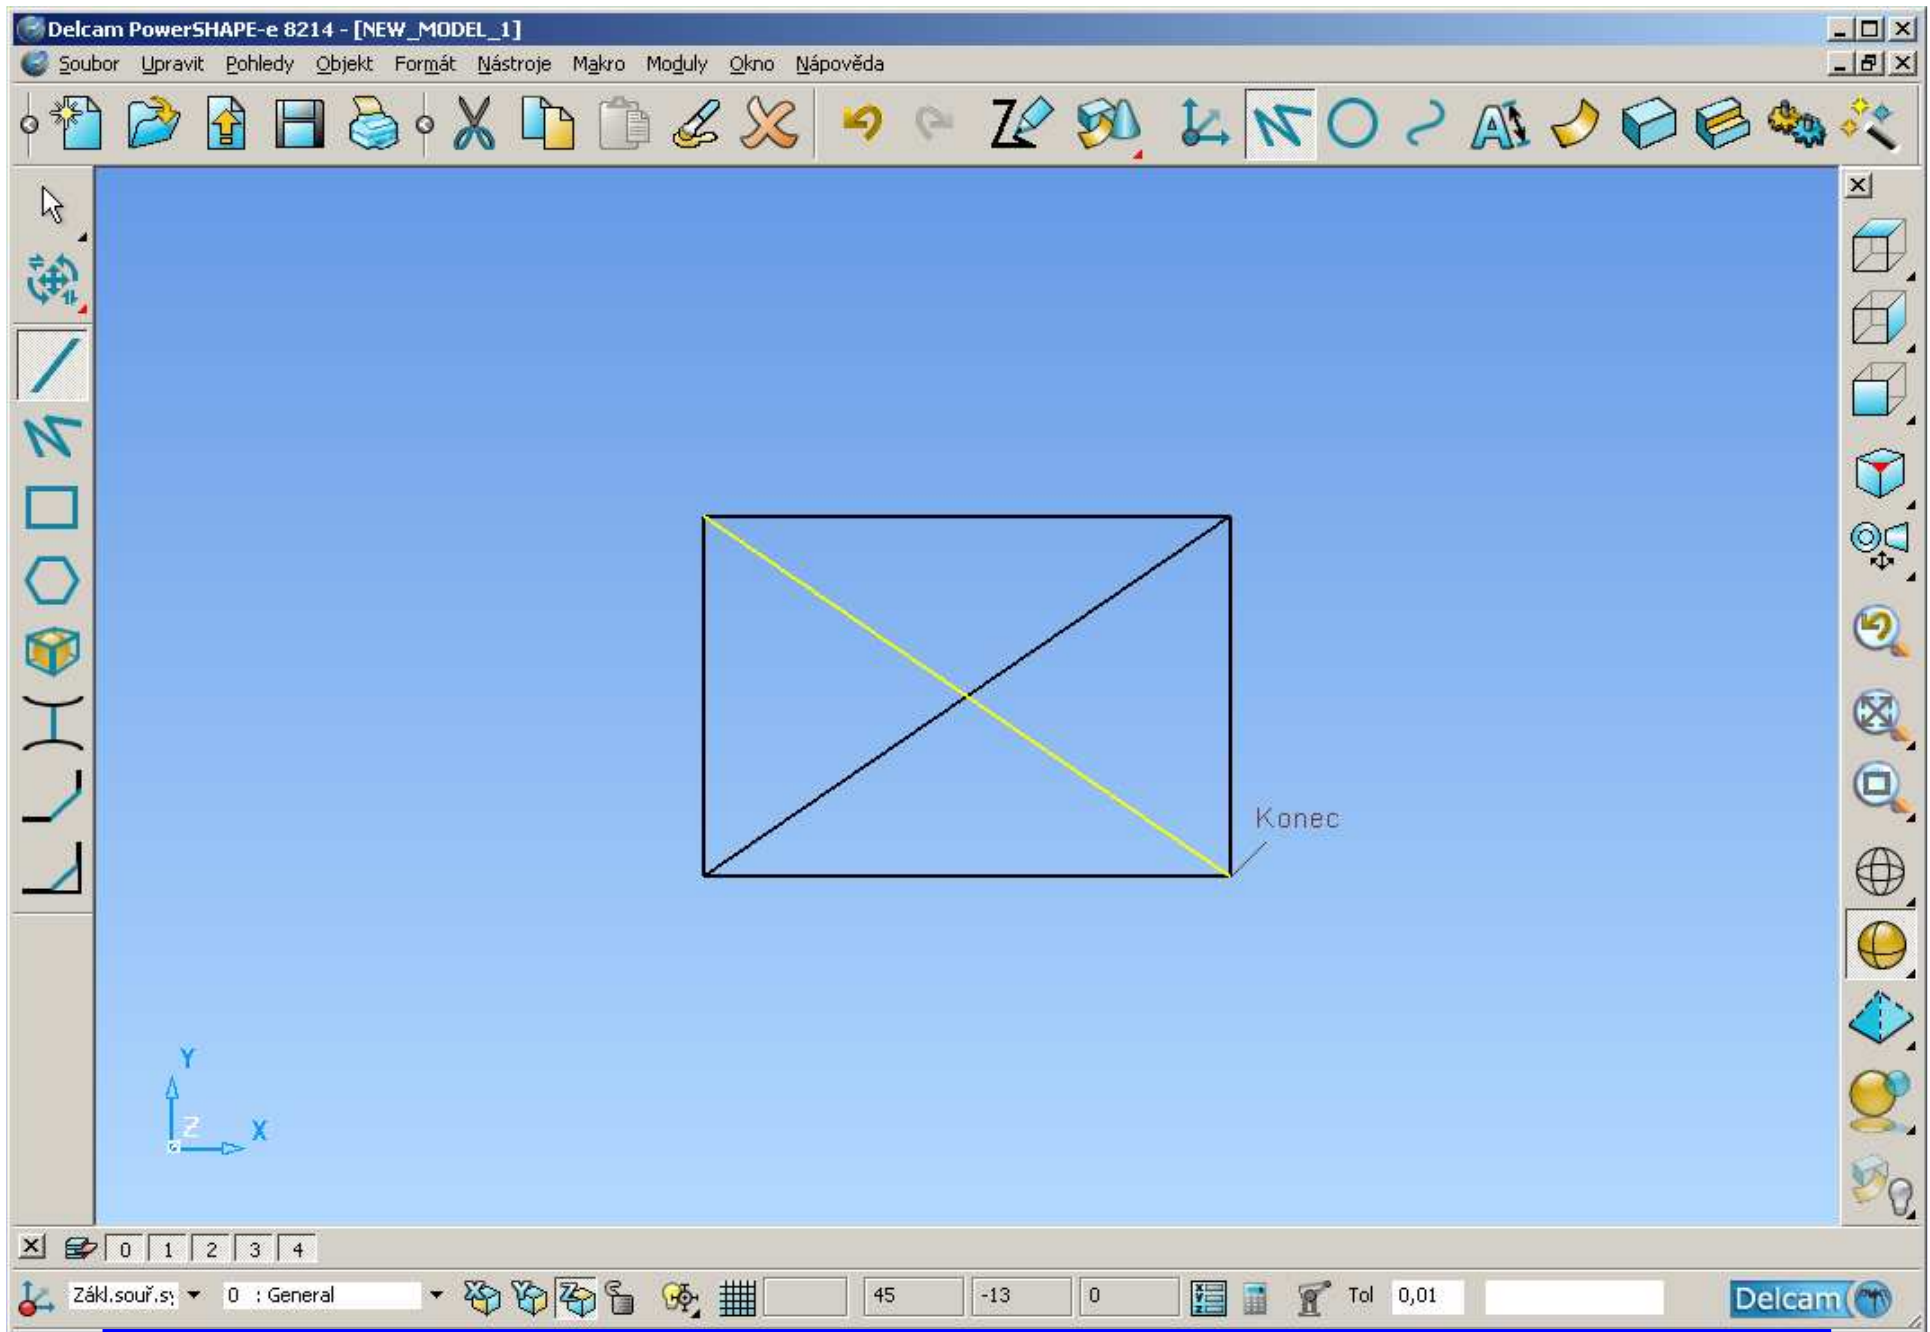 Delcam PowerSHAPE-e 8214 - [NEW_MODEL_1]
Soubor Upravit Pohledy Objekt Formát Nástroje Makro Moduly Okno Nápověda
Konec
Y
Z X
0 1 2 3 4
Zákl.souř.sy 0 : General 45 -13 0 Tol 0,01 Delcam